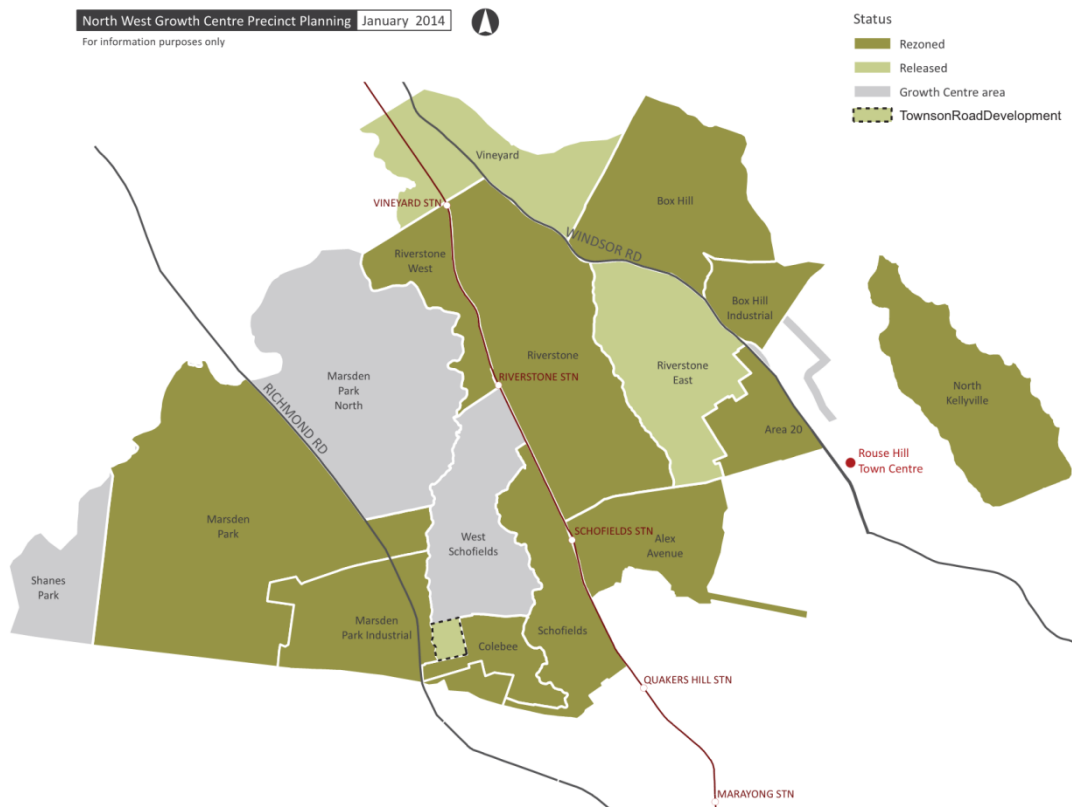 North West Growth Centre Precinct Planning January 2014
For information purposes only
Status
Rezoned
Released
Growth Centre area
TownsonRoadDevelopment
Vineyard
VINEYARD STN
Box Hill
WINDSOR RD
Riverstone
West
Box Hill
Industrial
Riverstone
RIVERSTONE STN
Riverstone
East
Marsden
Park
North
RICHMOND RD
North
Kellyville
Area 20
Rouse Hill
Town Centre
Marsden
Park
West
Schofields
SCHOFIELDS STN
Alex
Avenue
Shanes
Park
Marsden
Park Industrial
Colebee
Schofields
QUAKERS HILL STN
MARAYONG STN